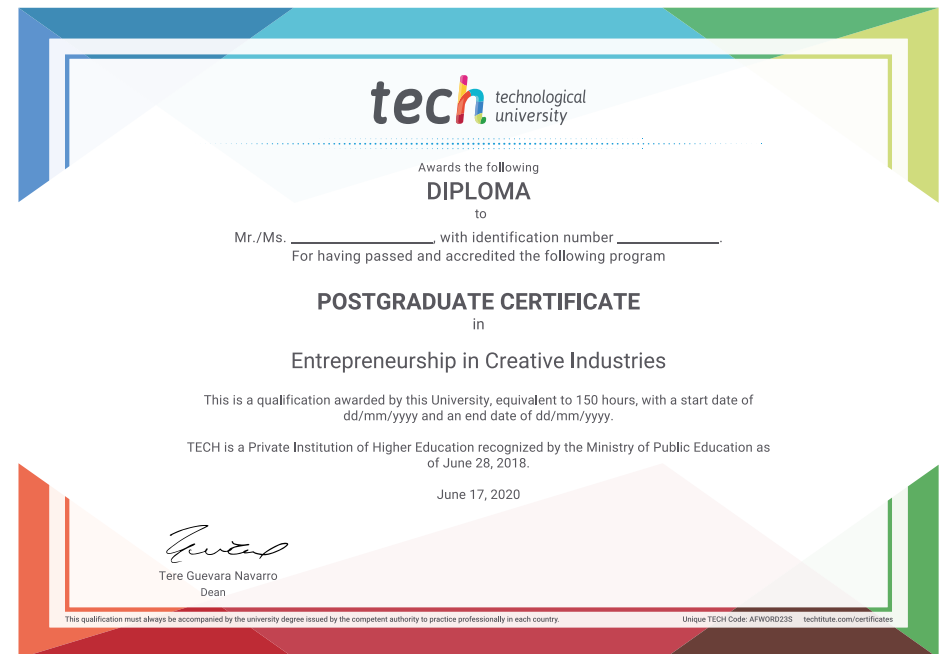 tech technological
university
Awards the following
DIPLOMA
to
Mr./Ms. ________________, with identification number ____________.
For having passed and accredited the following program
POSTGRADUATE CERTIFICATE
in
Entrepreneurship in Creative Industries
This is a qualification awarded by this University, equivalent to 150 hours, with a start date of
dd/mm/yyyy and an end date of dd/mm/yyyy.
TECH is a Private Institution of Higher Education recognized by the Ministry of Public Education as
of June 28, 2018.
June 17, 2020
Tere Guevara Navarro
Dean
This qualification must always be accompanied by the university degree issued by the competent authority to practice professionally in each country.
Unique TECH Code: AFWORD23S techtitute.com/certificates